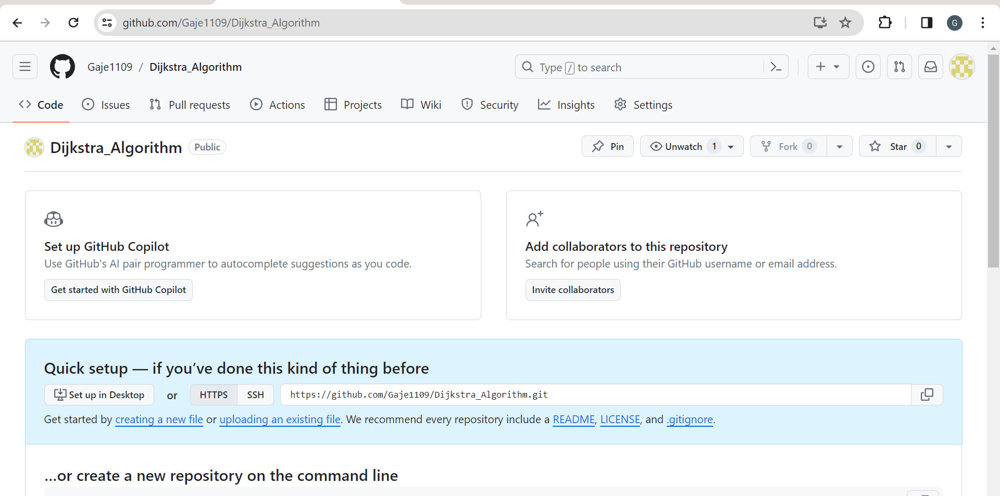 github.com/Gaje1109/Dijkstra_Algorithm
G
Gaje1109 / Dijkstra_Algorithm
Type / to search
Code Issues Pull requests Actions Projects Wiki Security Insights Settings
Dijkstra_Algorithm Public
Pin Unwatch 1 Fork 0 Star 0
Set up GitHub Copilot
Use GitHub's AI pair programmer to autocomplete suggestions as you code.
Get started with GitHub Copilot
Add collaborators to this repository
Search for people using their GitHub username or email address.
Invite collaborators
Quick setup — if you’ve done this kind of thing before
Set up in Desktop or HTTPS SSH https://github.com/Gaje1109/Dijkstra_Algorithm.git
Get started by creating a new file or uploading an existing file. We recommend every repository include a README, LICENSE, and .gitignore.
…or create a new repository on the command line